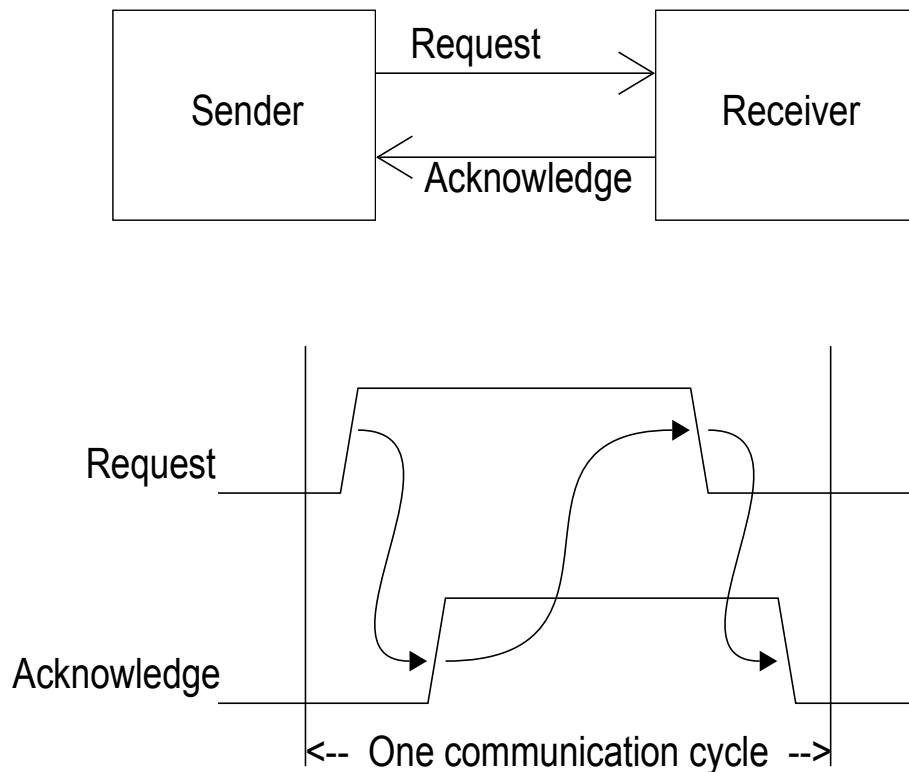 Request
Sender
Receiver
Acknowledge
Request
Acknowledge
<-- One communication cycle -->